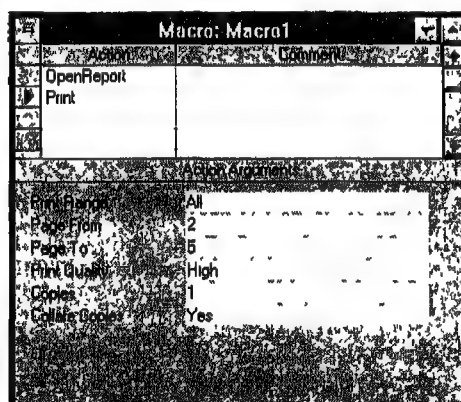 Macro: Macro1
Action Comment
OpenReport
Print
Action Arguments
Print Range All
Page From 2
Page To 5
Print Quality High
Copies 1
Collate Copies Yes